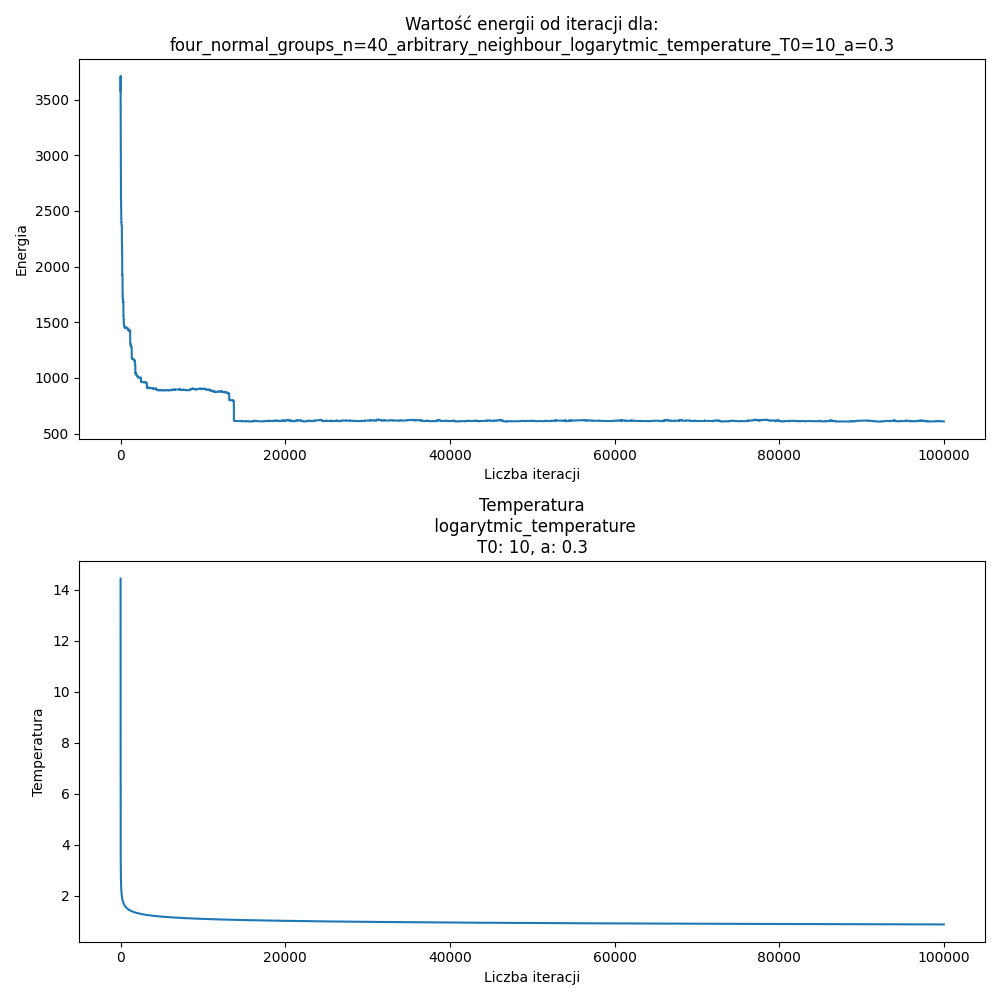 Wartość energii od iteracji dla:
four_normal_groups_n=40_arbitrary_neighbour_logarytmic_temperature_T0=10_a=0.3
3500
3000
2500
2000
1500
1000
500
Energia
0 20000 40000 60000 80000 100000
Liczba iteracji
Temperatura
logarytmic_temperature
T0: 10, a: 0.3
14
12
10
8
6
4
2
Temperatura
0 20000 40000 60000 80000 100000
Liczba iteracji